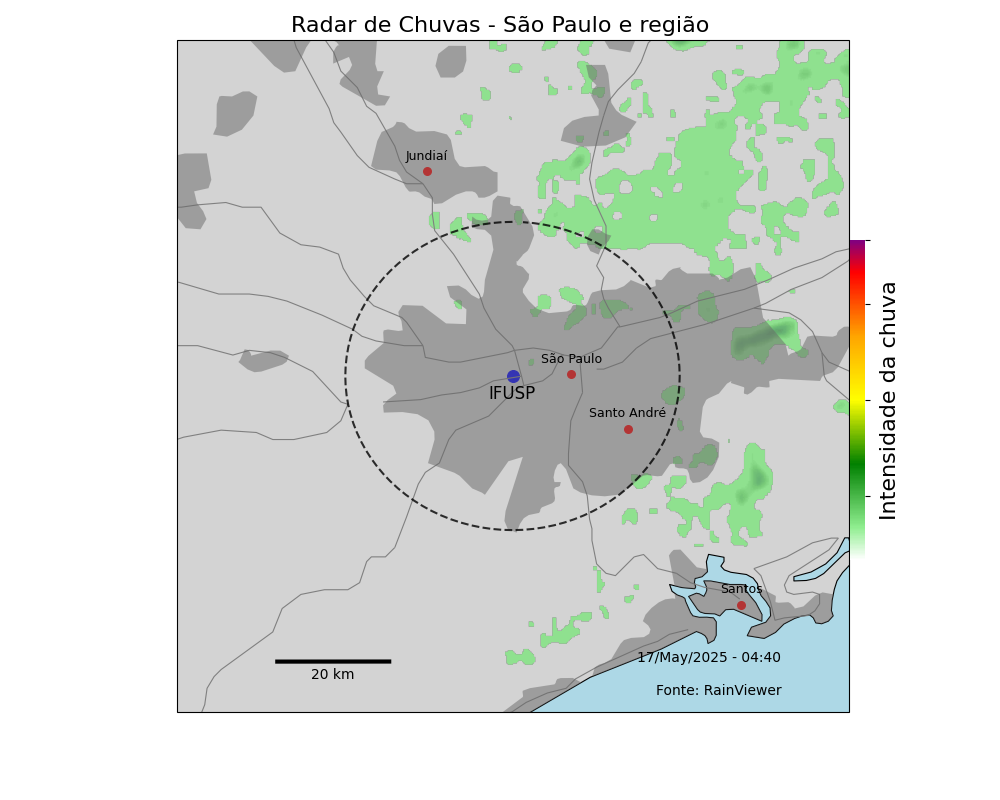 Radar de Chuvas - São Paulo e região
Jundiaí
São Paulo
IFUSP
Santo André
Intensidade da chuva
Santos
17/May/2025 - 04:40
20 km
Fonte: RainViewer